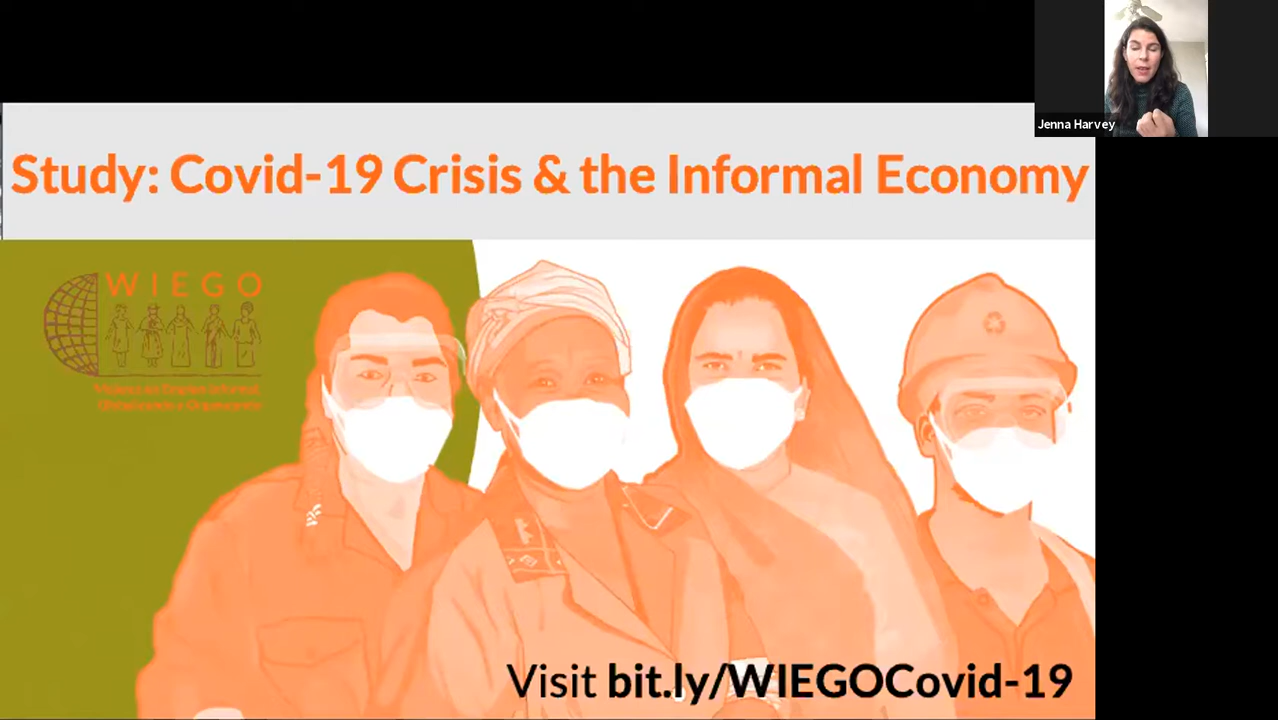 Jenna Harvey
Study: Covid-19 Crisis & the Informal Economy
WIEGO
Visit bit.ly/WIEGOCovid-19